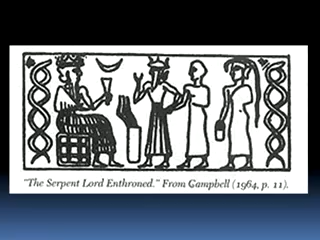 "The Serpent Lord Enthroned." From Campbell (1964, p. 11).